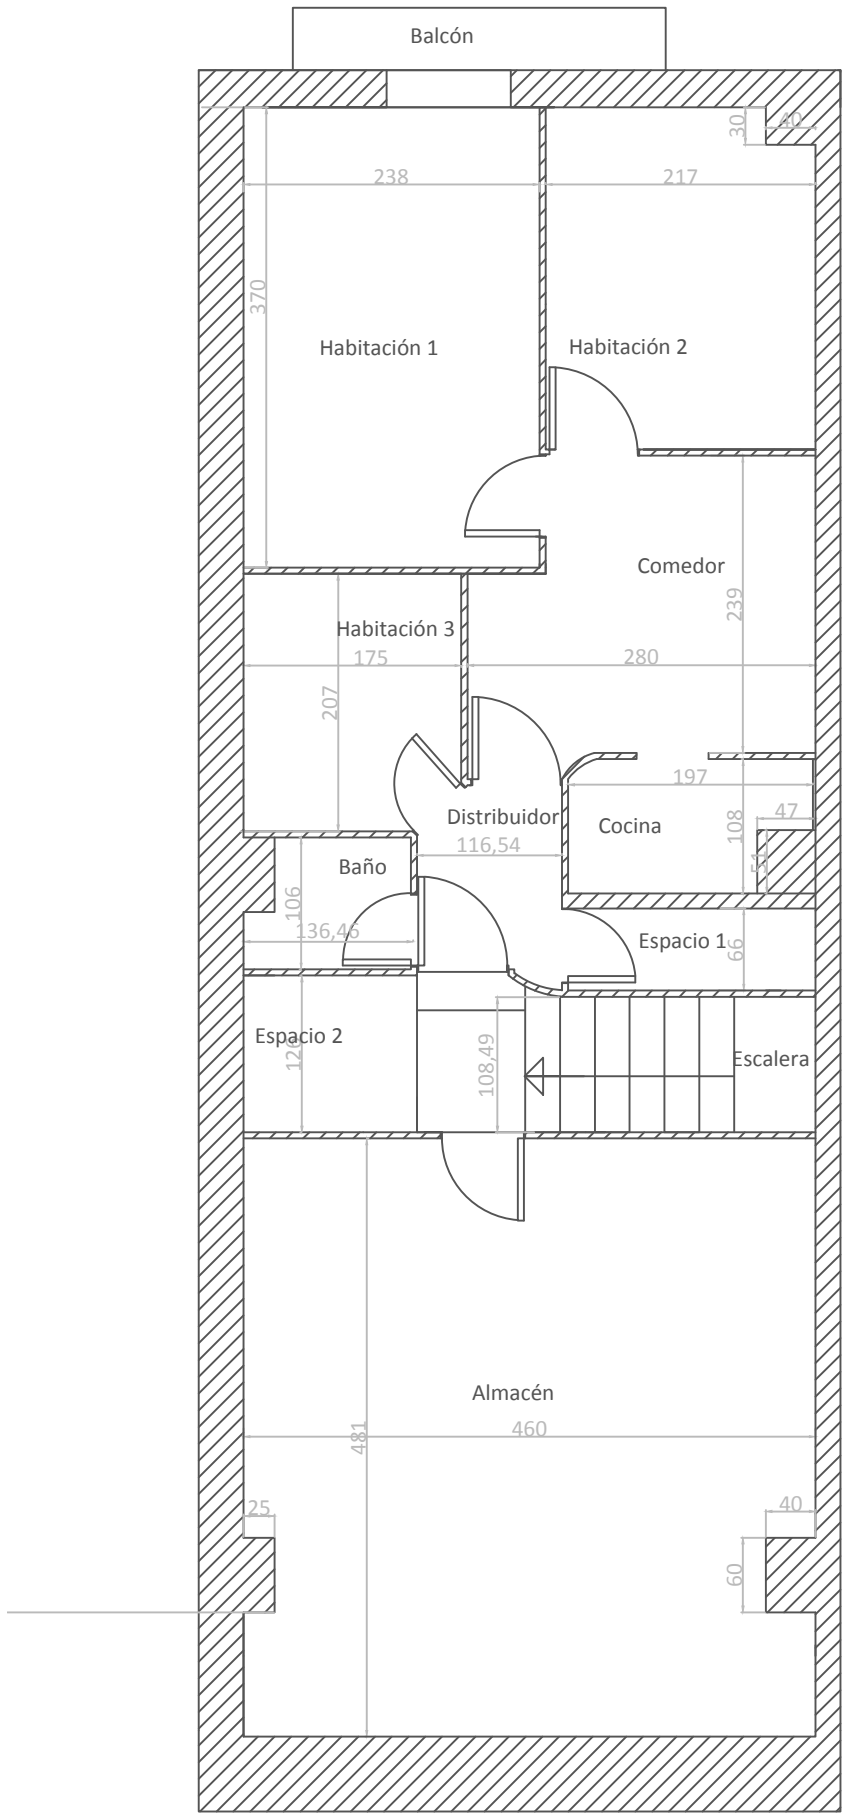 Balcón
30
40
238
217
370
Habitación 1
Habitación 2
Comedor
239
Habitación 3
175
280
207
197
47
Distribuidor
Cocina
108
116,54
51
Baño
106
136,46
Espacio 1
66
Espacio 2
126
108,49
Escalera
Almacén
481
460
25
40
60